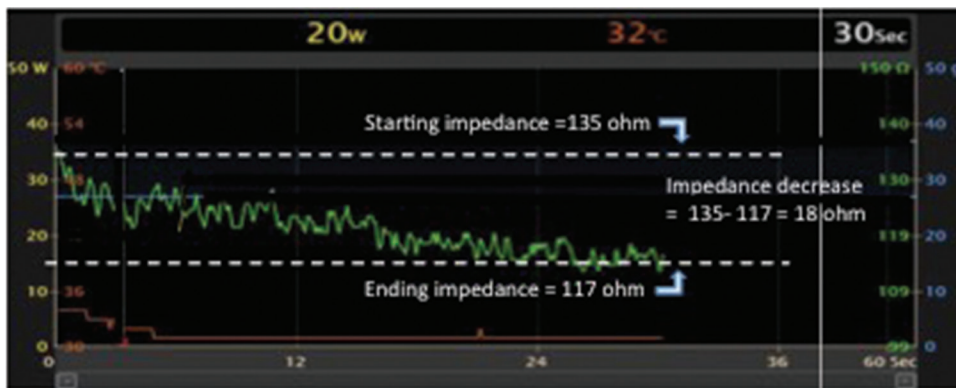 20W 32°C 30Sec
50 W 60 °C 150 Ω 50 g
Starting impedance =135 ohm
40 54 140 40
30 48 130 30
Impedance decrease
= 135- 117 = 18 ohm
20 119 20
Ending impedance = 117 ohm
10 36 109 10
0 30 99 0
0 12 24 36 60 Sec